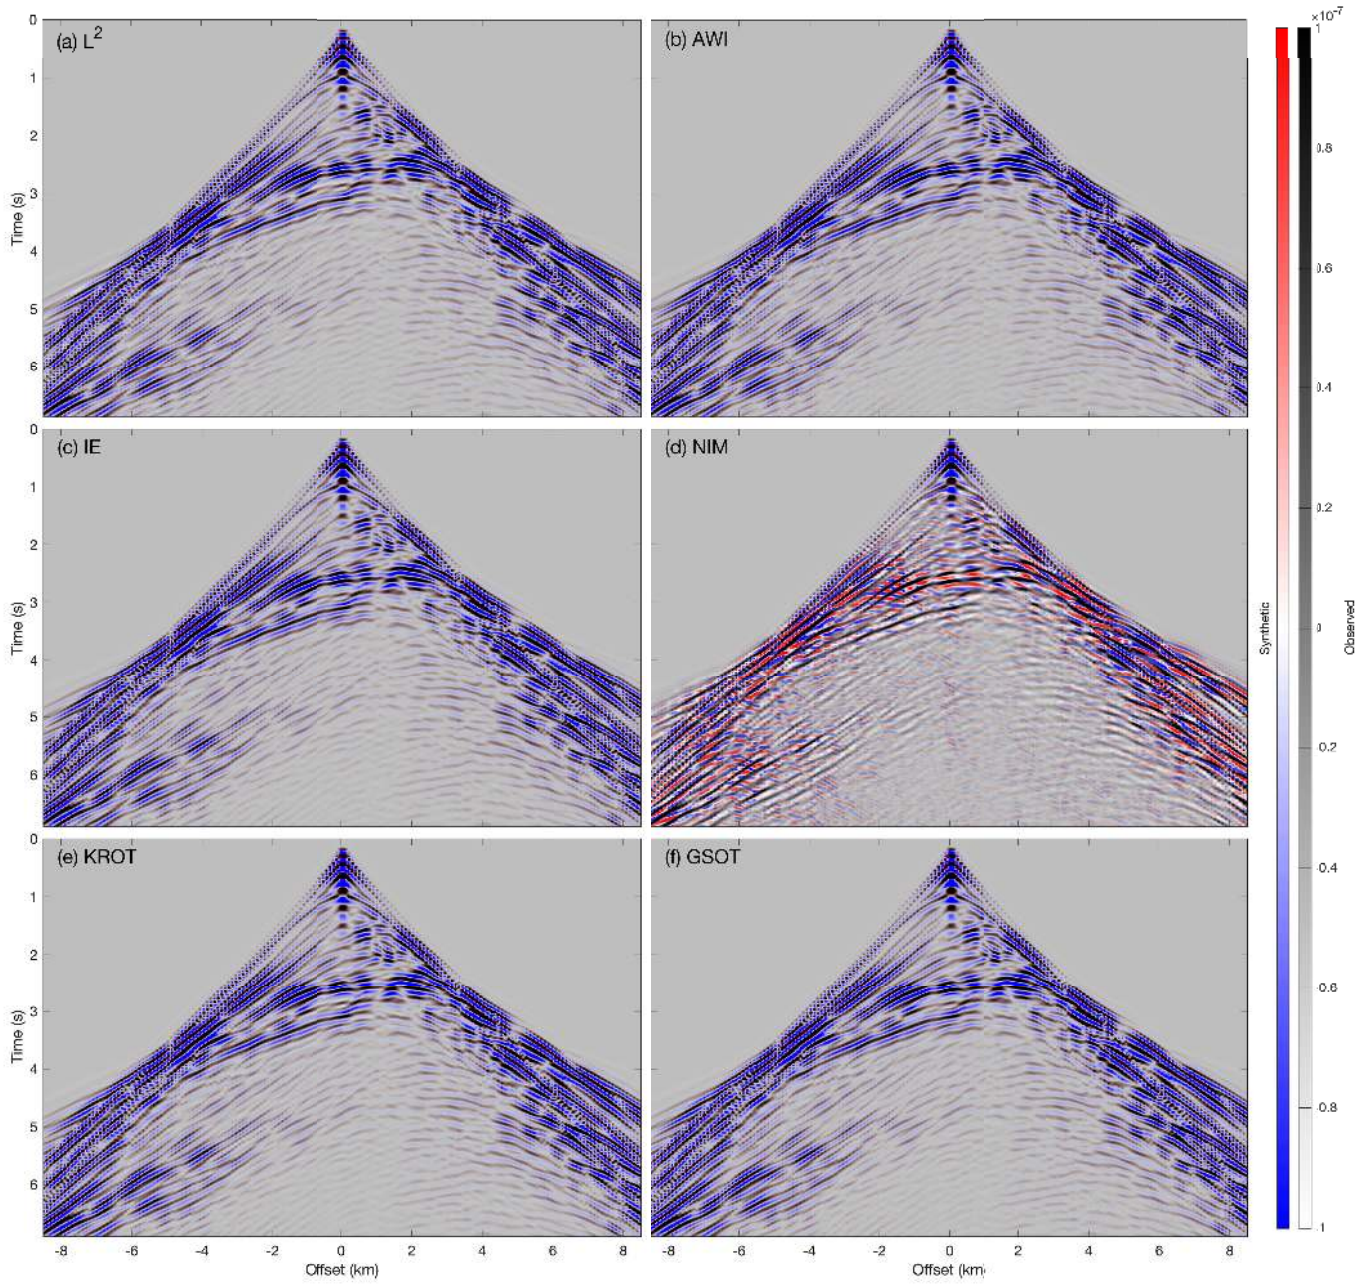 ×10⁻⁷
0
(a) L²
(b) AWI
1
1
0.8
2
Time (s)
3
0.6
4
5
0.4
6
0
(c) IE
(d) NIM
1
0.2
2
Time (s)
3
Synthetic
0
Observed
4
5
-0.2
6
0
(e) KROT
(f) GSOT
-0.4
1
2
-0.6
Time (s)
3
4
-0.8
5
6
-1
-8 -6 -4 -2 0 2 4 6 8
-8 -6 -4 -2 0 2 4 6 8
Offset (km)
Offset (km)